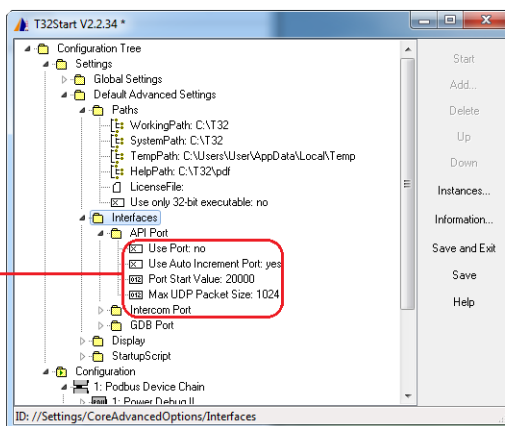 T32Start V2.2.34 *
Configuration Tree
Settings
Global Settings
Default Advanced Settings
Paths
WorkingPath: C:\T32
SystemPath: C:\T32
TempPath: C:\Users\User\AppData\Local\Temp
HelpPath: C:\T32\pdf
LicenseFile:
Use only 32-bit executable: no
Interfaces
API Port
Use Port: no
Use Auto Increment Port: yes
Port Start Value: 20000
Max UDP Packet Size: 1024
Intercom Port
GDB Port
Display
StartupScript
Configuration
1: Podbus Device Chain
1: Power Debug II
Start
Add...
Delete
Up
Down
Instances...
Information...
Save and Exit
Save
Help
ID: //Settings/CoreAdvancedOptions/Interfaces